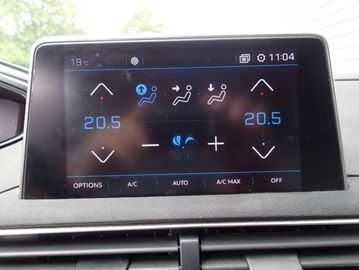 19°C 11:04
20.5 20.5
OPTIONS A/C AUTO A/C MAX OFF